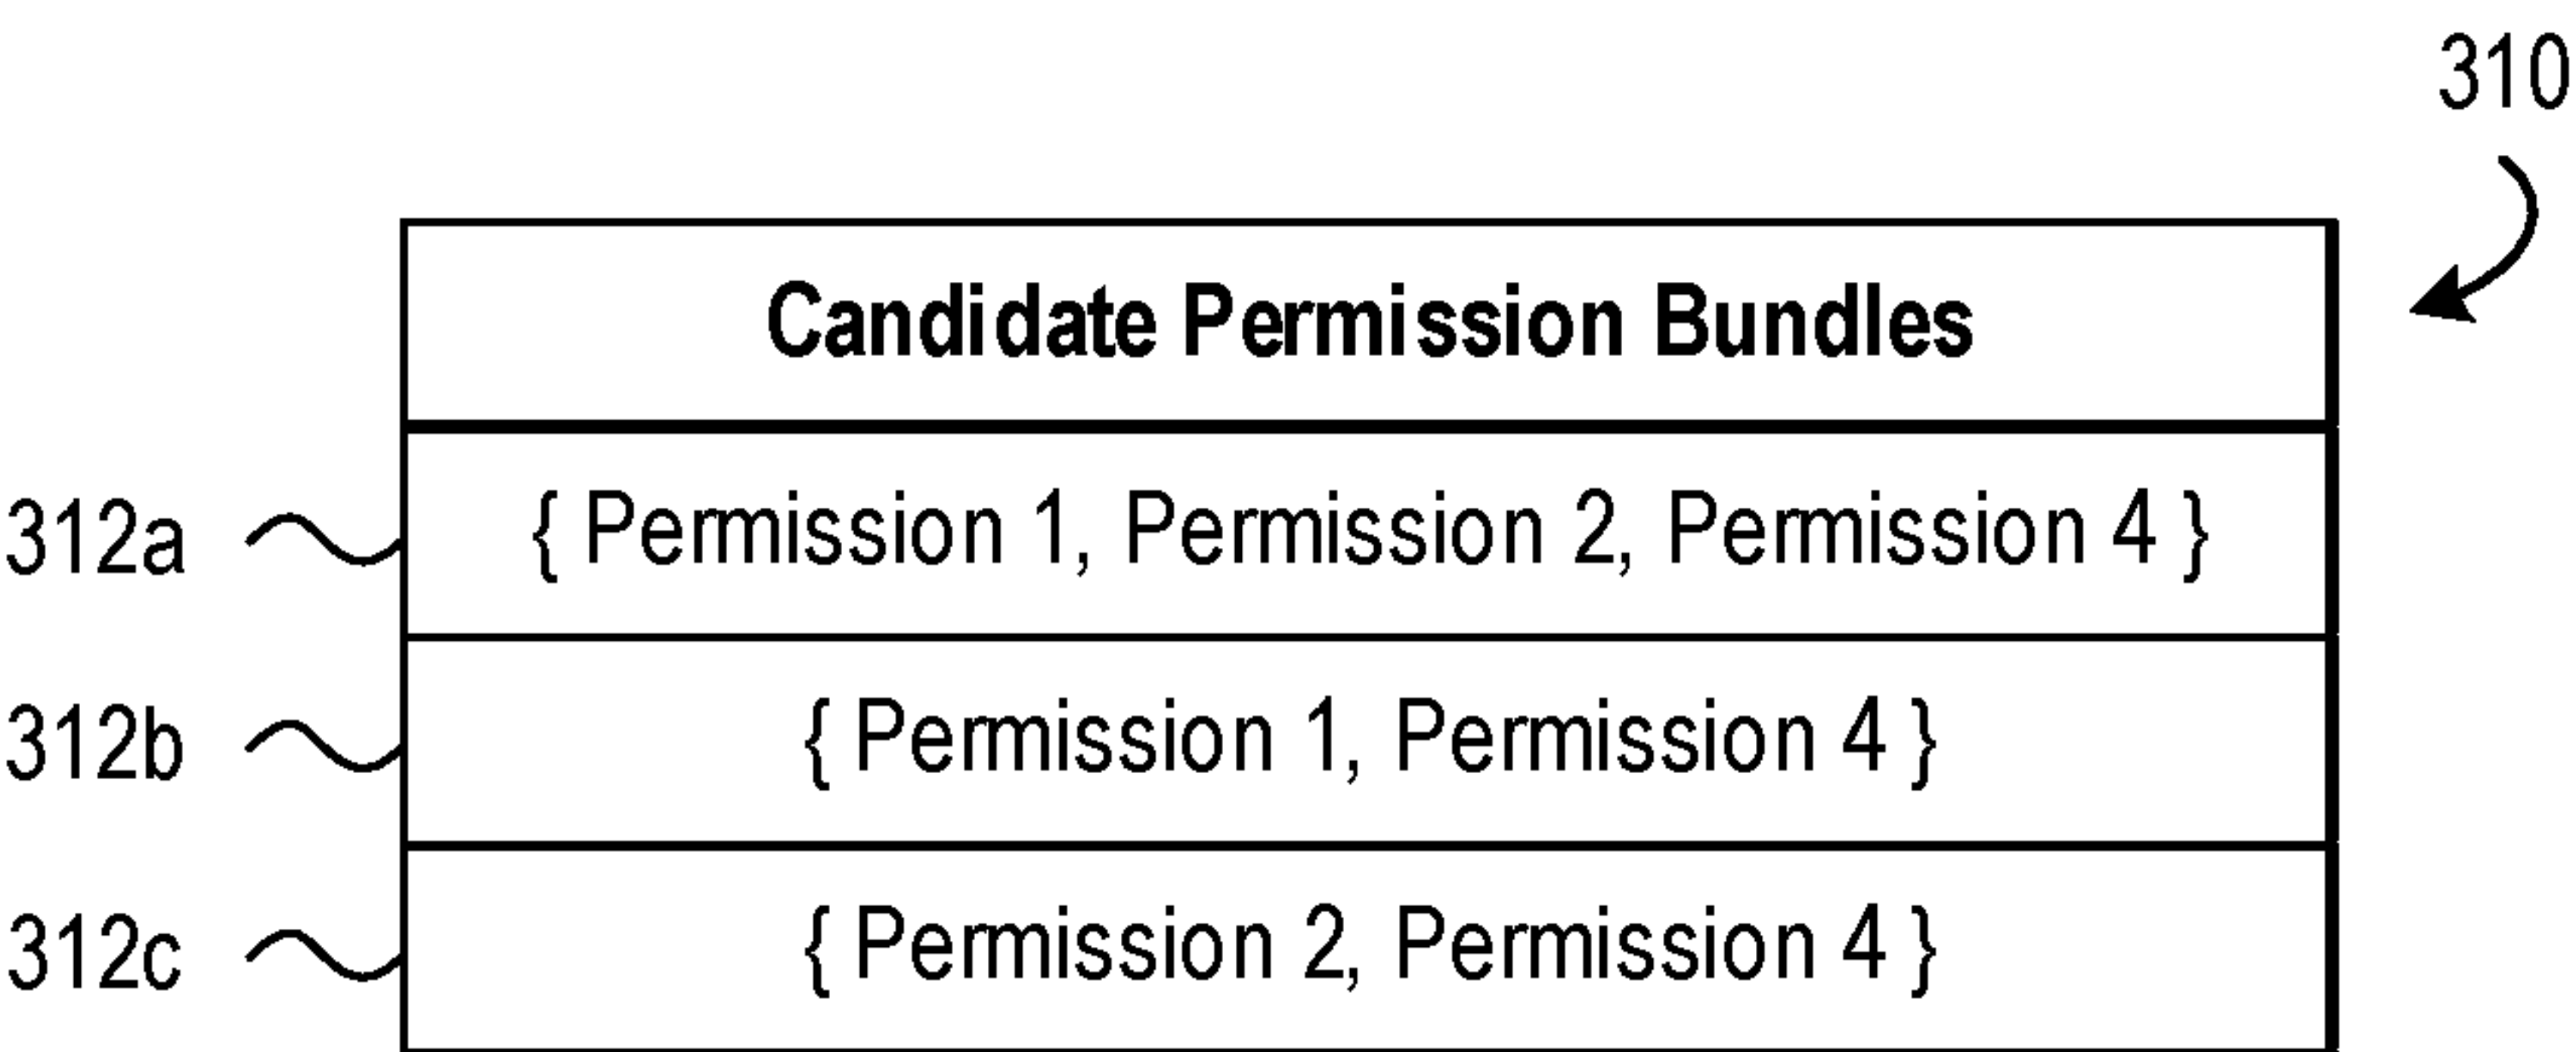 310
Candidate Permission Bundles
312a { Permission 1, Permission 2, Permission 4 }
312b { Permission 1, Permission 4 }
312c { Permission 2, Permission 4 }